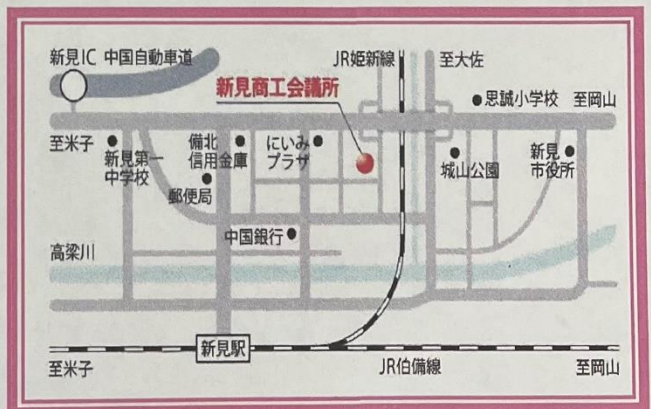 新見IC 中国自動車道
JR姫新線
至大佐
新見商工会議所
思誠小学校
至岡山
至米子
新見第一
中学校
備北
信用金庫
にいみ
プラザ
城山公園
新見
市役所
郵便局
中国銀行
高梁川
新見駅
至米子
JR伯備線
至岡山